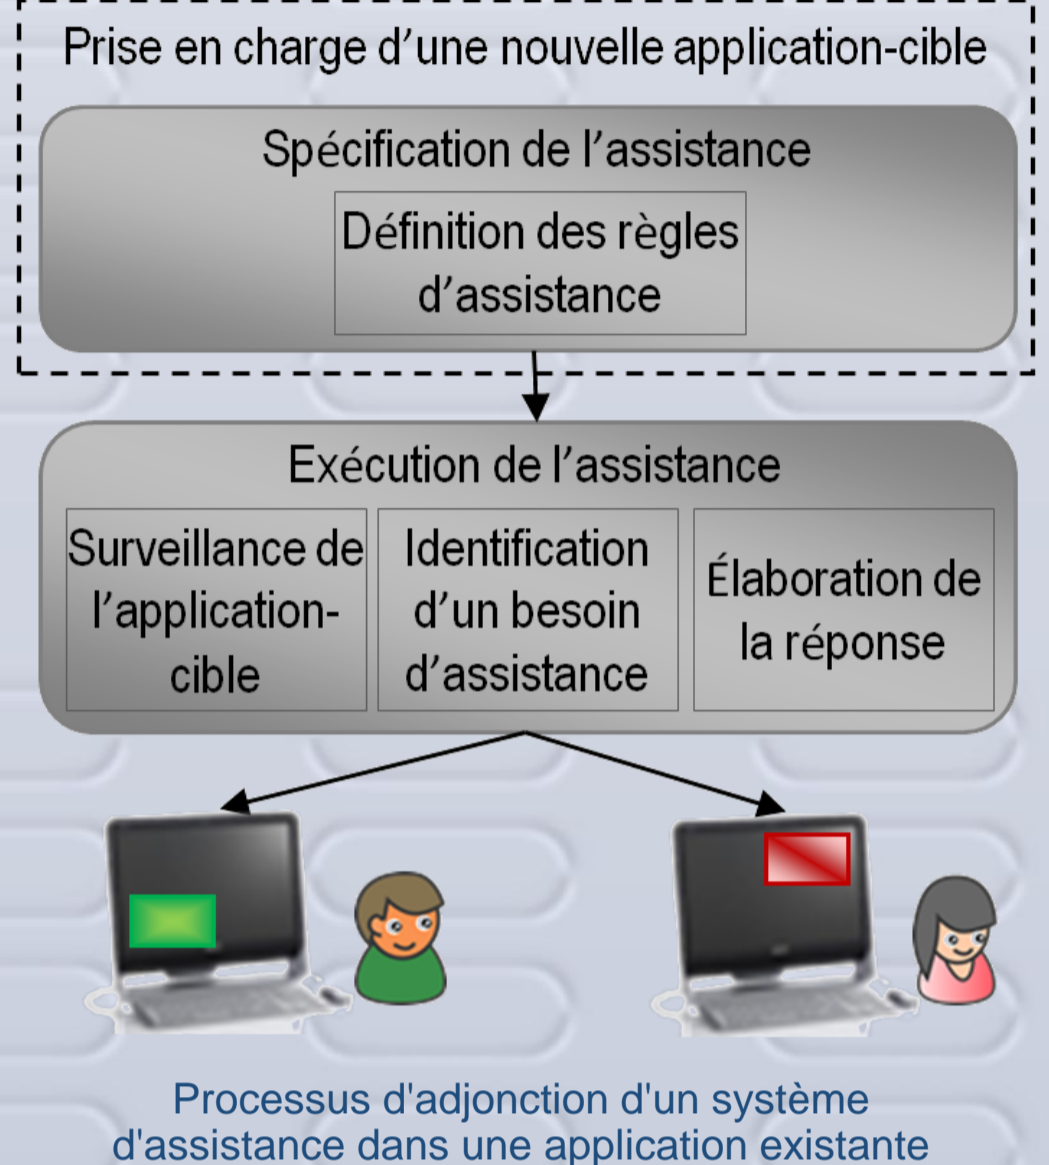 Prise en charge d’une nouvelle application-cible
Spécification de l’assistance
Définition des règles
d’assistance
Exécution de l’assistance
Surveillance de
l’application-
cible
Identification
d’un besoin
d’assistance
Élaboration de
la réponse
Processus d'adjonction d'un système
d'assistance dans une application existante